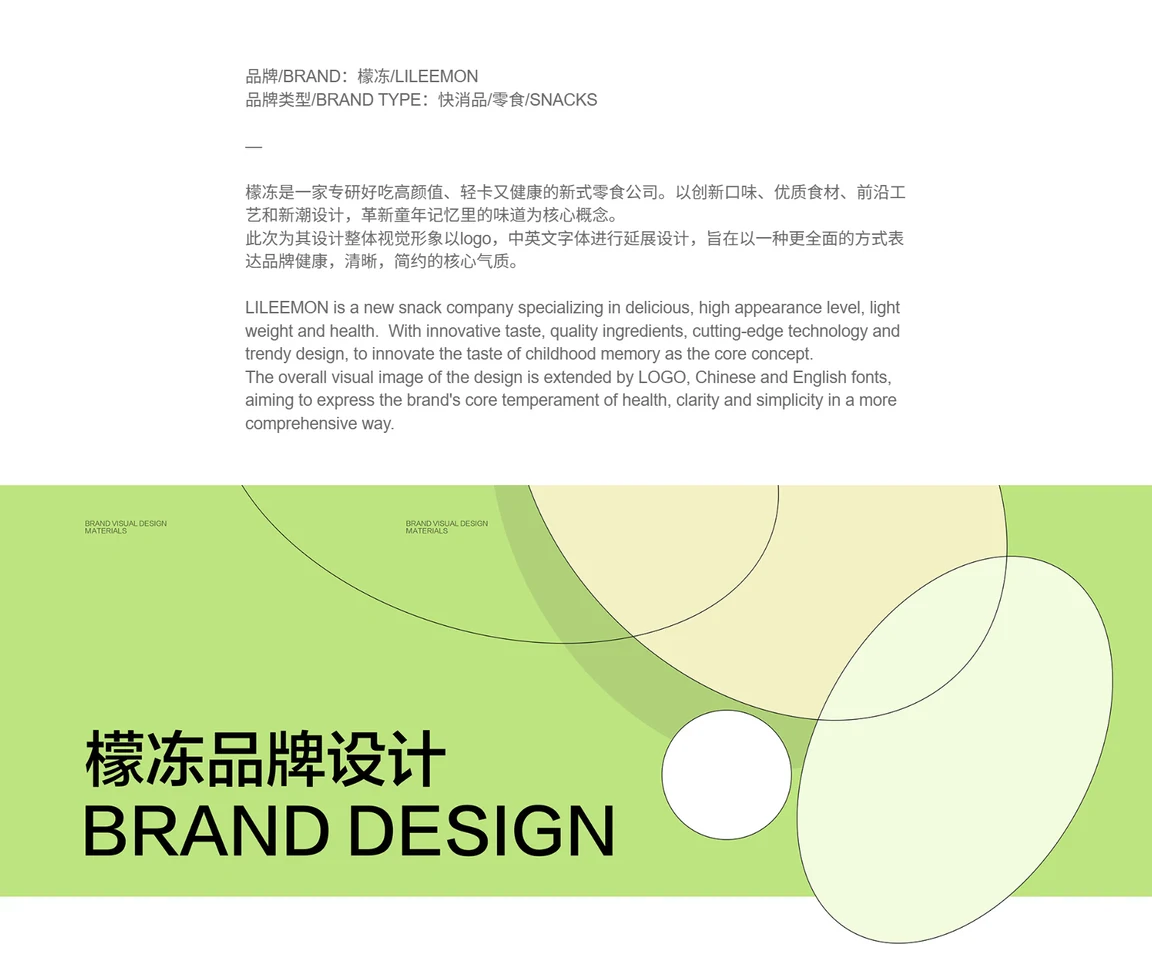 品牌/BRAND：檬冻/LILEEMON
品牌类型/BRAND TYPE：快消品/零食/SNACKS
—
檬冻是一家专研好吃高颜值、轻卡又健康的新式零食公司。以创新口味、优质食材、前沿工
艺和新潮设计，革新童年记忆里的味道为核心概念。
此次为其设计整体视觉形象以logo，中英文字体进行延展设计，旨在以一种更全面的方式表
达品牌健康，清晰，简约的核心气质。
LILEEMON is a new snack company specializing in delicious, high appearance level, light
weight and health.  With innovative taste, quality ingredients, cutting-edge technology and
trendy design, to innovate the taste of childhood memory as the core concept.
The overall visual image of the design is extended by LOGO, Chinese and English fonts,
aiming to express the brand's core temperament of health, clarity and simplicity in a more
comprehensive way.
BRAND VISUAL DESIGN
MATERIALS
BRAND VISUAL DESIGN
MATERIALS
檬冻品牌设计
BRAND DESIGN